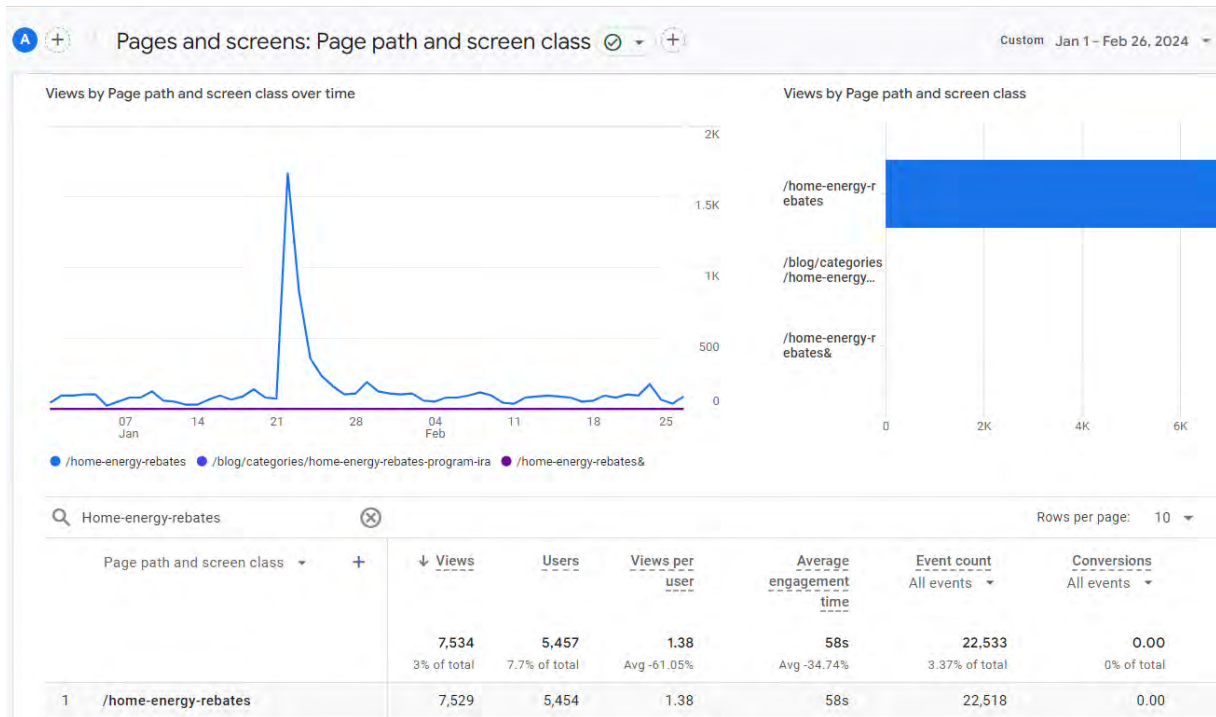 A
Pages and screens: Page path and screen class
Custom Jan 1 – Feb 26, 2024
Views by Page path and screen class over time
2K
1.5K
1K
500
0
07 Jan
14
21
28
04 Feb
11
18
25
/home-energy-rebates /blog/categories/home-energy-rebates-program-ira /home-energy-rebates&
Views by Page path and screen class
/home-energy-r
ebates
/blog/categories
/home-energy...
/home-energy-r
ebates&
0 2K 4K 6K
Home-energy-rebates
Rows per page: 10
Page path and screen class
Views
Users
Views per
user
Average
engagement
time
Event count
All events
Conversions
All events
7,534 5,457 1.38 58s 22,533 0.00
3% of total 7.7% of total Avg -61.05% Avg -34.74% 3.37% of total 0% of total
1 /home-energy-rebates 7,529 5,454 1.38 58s 22,518 0.00